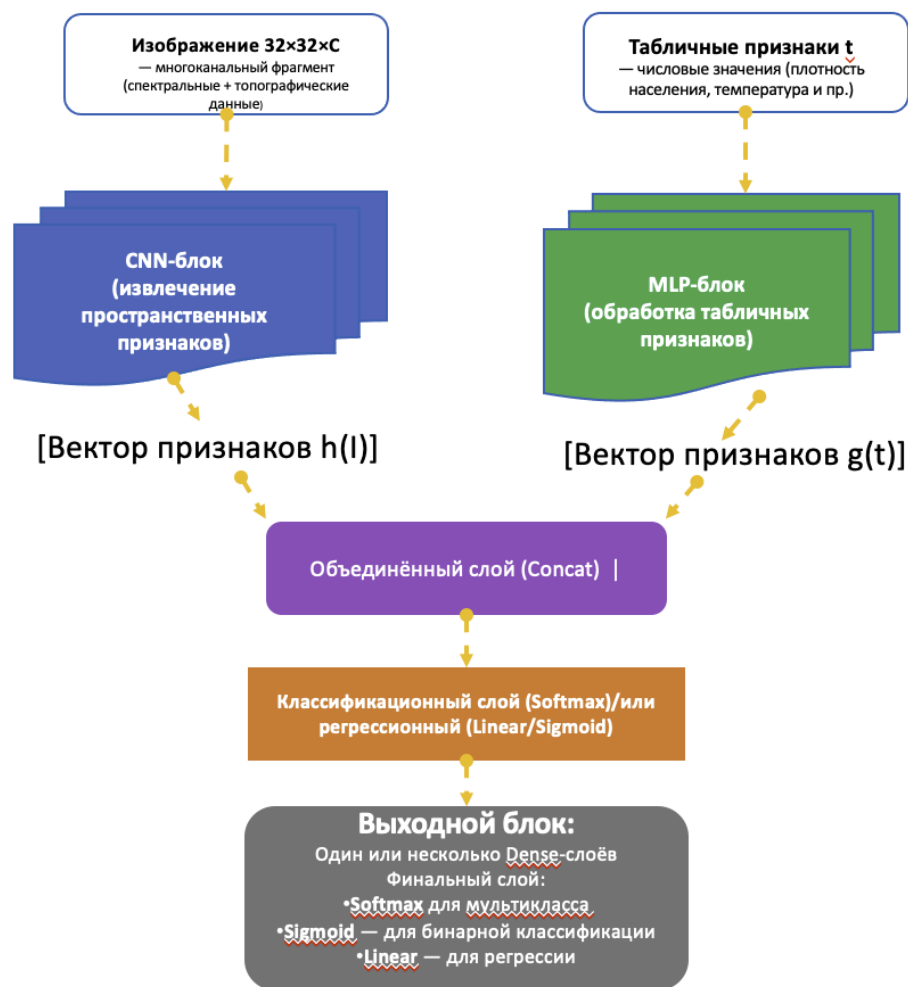 Изображение 32×32×C
— многоканальный фрагмент
(спектральные + топографические
данные)
Табличные признаки t
— числовые значения (плотность
населения, температура и пр.)
CNN-блок
(извлечение
пространственных
признаков)
MLP-блок
(обработка табличных
признаков)
[Вектор признаков h(I)]
[Вектор признаков g(t)]
Объединённый слой (Concat) |
Классификационный слой (Softmax)/или
регрессионный (Linear/Sigmoid)
Выходной блок:
Один или несколько Dense-слоёв
Финальный слой:
•Softmax для мультикласса
•Sigmoid — для бинарной классификации
•Linear — для регрессии